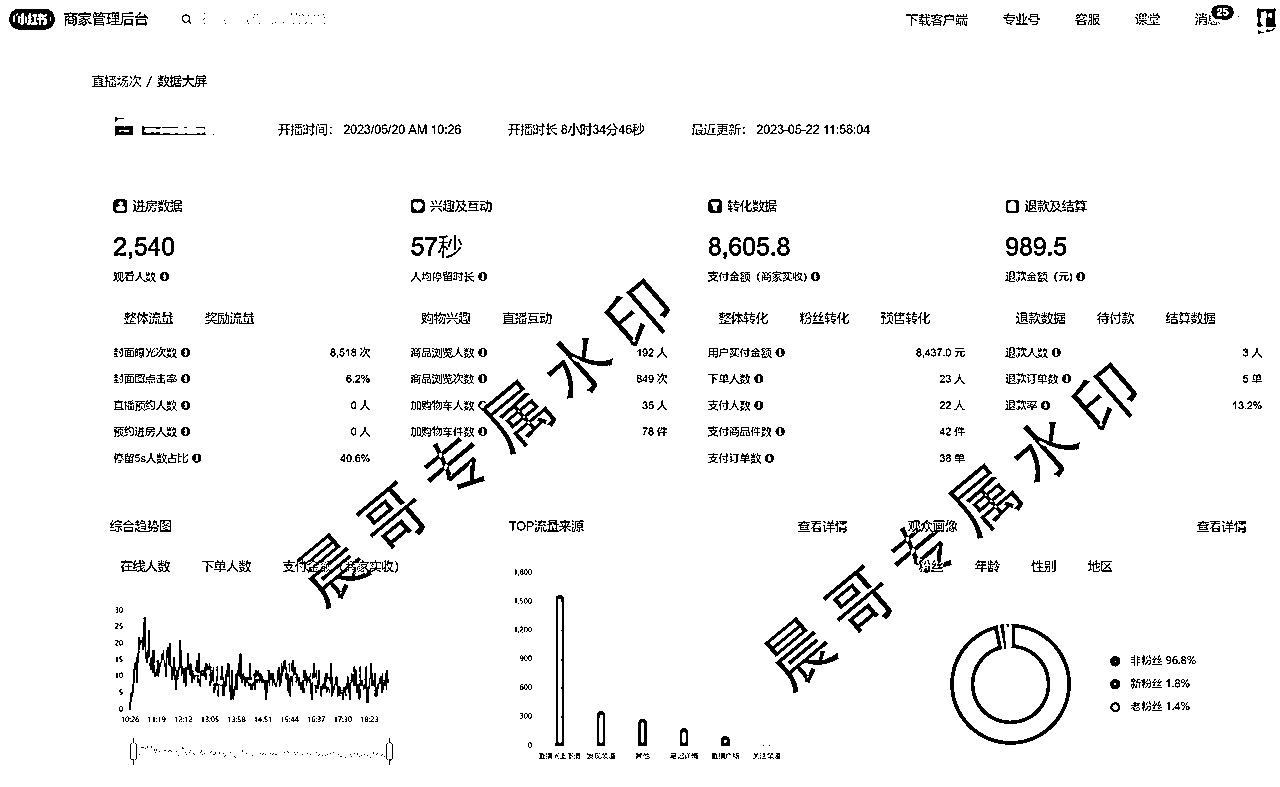 小红书 商家管理后台 下载客户端 专业号 客服 课堂 消息 25
直播场次 / 数据大屏
开播时间: 2023/06/20 AM 10:26 开播时长 8小时34分46秒 最近更新: 2023-06-22 11:58:04
进房数据 兴趣及互动 转化数据 退款及结算
2,540 57秒 8,605.8 989.5
观看人数 人均停留时长 支付金额（商家实收） 退款金额（元）
整体流量 奖励流量 购物兴趣 直播互动 整体转化 粉丝转化 预售转化 退款数据 待付款 结算数据
封面曝光次数 8,518 次 商品浏览人数 192 人 用户实付金额 8,437.0 元 退款人数 3 人
封面图点击率 6.2% 商品浏览次数 849 次 下单人数 23 人 退款订单数 5 单
直播预约人数 0 人 加购物车人数 35 人 支付人数 22 人 退款率 13.2%
预约进房人数 0 人 加购物车件数 78 件 支付商品件数 42 件
停留5s人数占比 40.6% 支付订单数 38 单
综合趋势图 TOP流量来源 查看详情 观众画像 查看详情
在线人数 下单人数 支付金额（商家实收） 粉丝 年龄 性别 地区
30
25
20
15
10
5
0
10:26 11:19 12:12 13:05 13:58 14:51 15:44 16:37 17:30 18:23
1,800
1,500
1,200
900
600
300
0
其他
非粉丝 96.8%
新粉丝 1.8%
老粉丝 1.4%
晨哥专属水印
晨哥专属水印